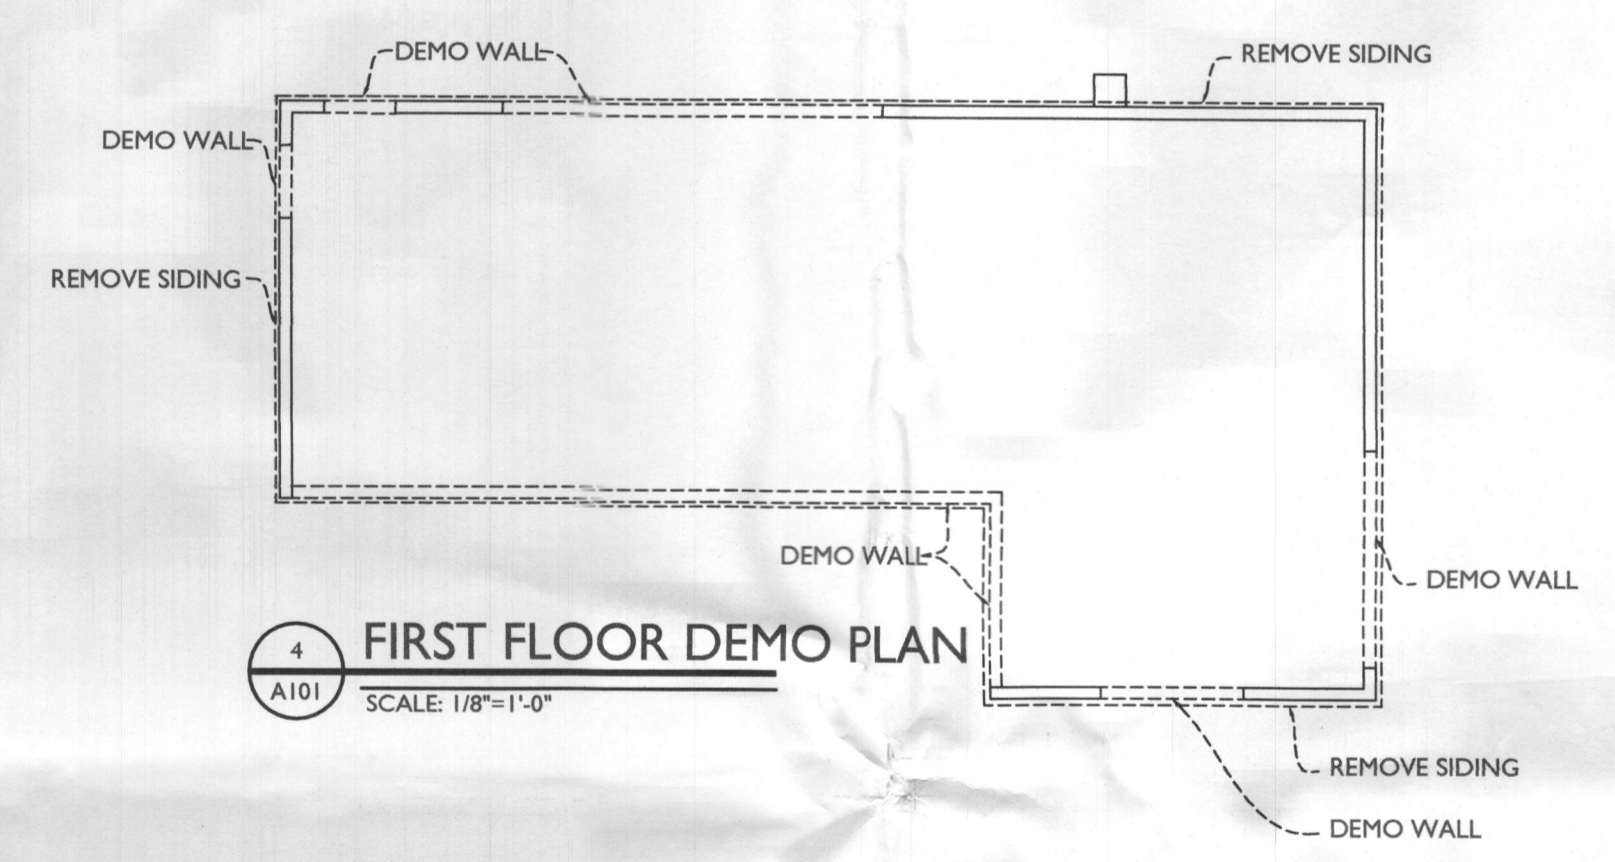 DEMO WALL
REMOVE SIDING
DEMO WALL
REMOVE SIDING
DEMO WALL
DEMO WALL
4
A101
FIRST FLOOR DEMO PLAN
SCALE: 1/8"=1'-0"
REMOVE SIDING
DEMO WALL